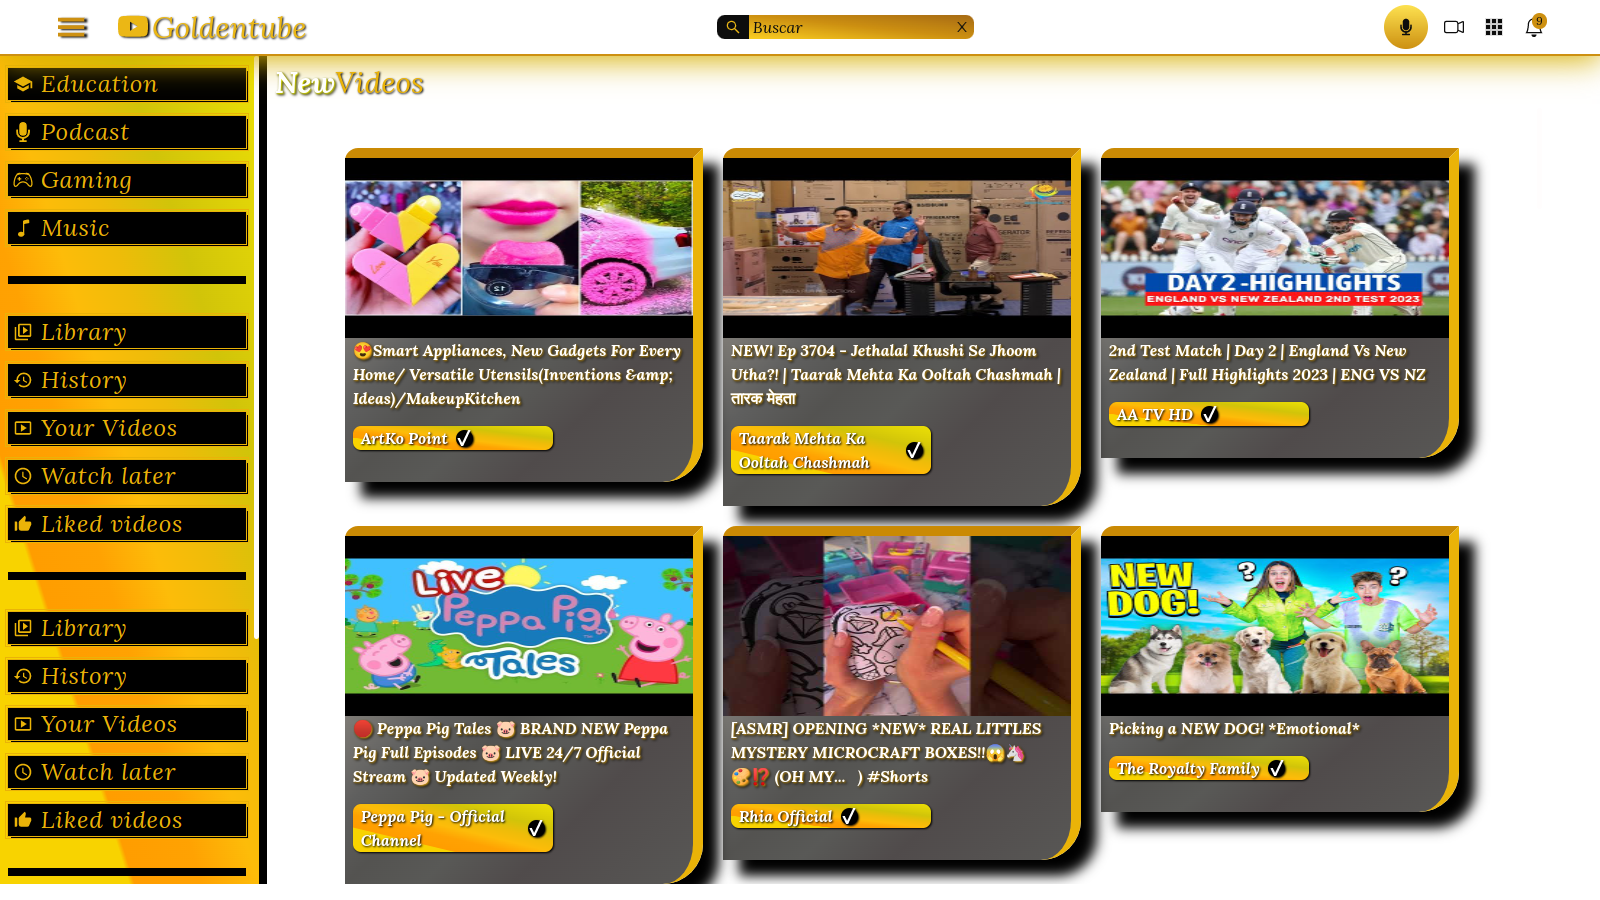 Goldentube
Buscar
X
9
Education
Podcast
Gaming
Music
Library
History
Your Videos
Watch later
Liked videos
Library
History
Your Videos
Watch later
Liked videos
NewVideos
😍Smart Appliances, New Gadgets For Every
Home/ Versatile Utensils(Inventions &amp;
Ideas)/MakeupKitchen
ArtKo Point
NEW! Ep 3704 - Jethalal Khushi Se Jhoom
Utha?! | Taarak Mehta Ka Ooltah Chashmah |
तारक मेहता
Taarak Mehta Ka
Ooltah Chashmah
DAY 2 -HIGHLIGHTS
ENGLAND VS NEW ZEALAND 2ND TEST 2023
2nd Test Match | Day 2 | England Vs New
Zealand | Full Highlights 2023 | ENG VS NZ
AA TV HD
Live
Peppa Pig
Tales
🔴 Peppa Pig Tales 🐷 BRAND NEW Peppa
Pig Full Episodes 🐷 LIVE 24/7 Official
Stream 🐷 Updated Weekly!
Peppa Pig - Official
Channel
[ASMR] OPENING *NEW* REAL LITTLES
MYSTERY MICROCRAFT BOXES!!😱🦄
🎨⁉️ (OH MY... ) #Shorts
Rhia Official
NEW
DOG!
? ?
Picking a NEW DOG! *Emotional*
The Royalty Family